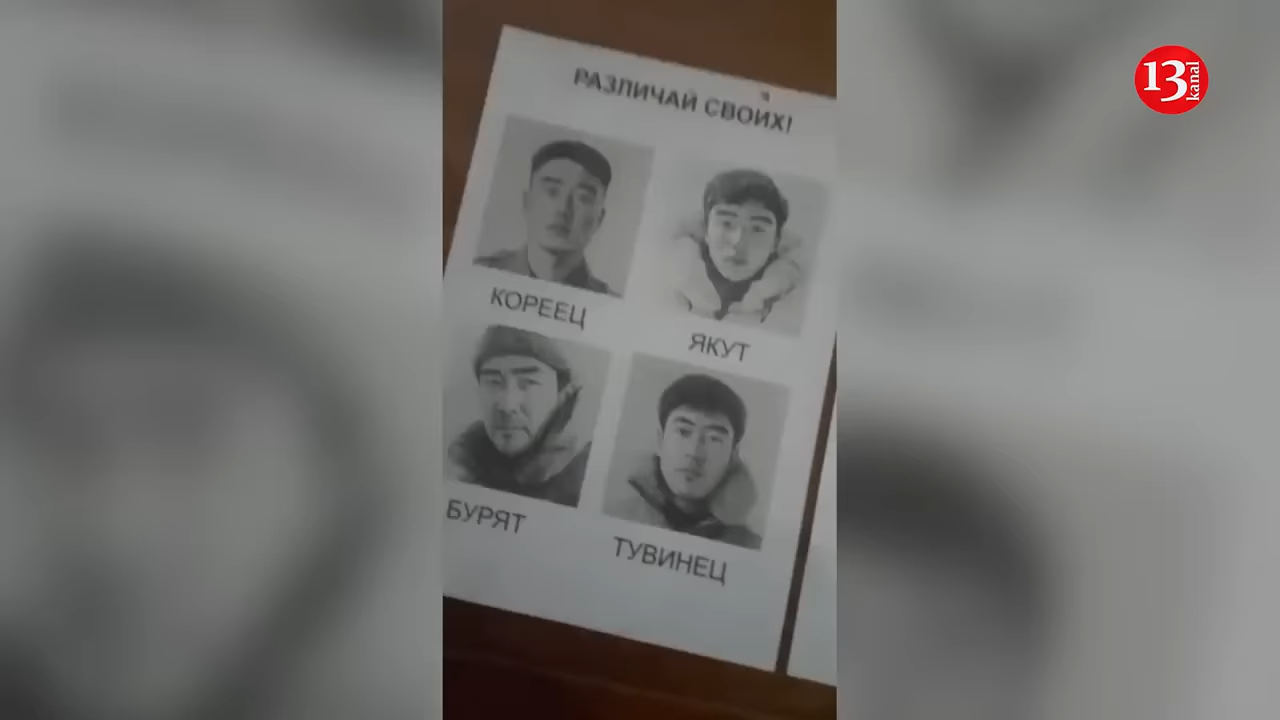 РАЗЛИЧАЙ СВОИХ!
КОРЕЕЦ
ЯКУТ
БУРЯТ
ТУВИНЕЦ
13 kanal